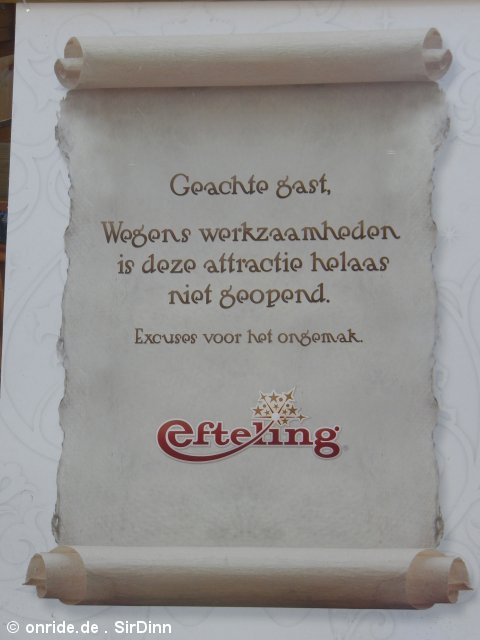 Geachte gast,
Wegens werkzaamheden
is deze attractie helaas
niet geopend.
Excuses voor het ongemak.
efteling®
© onride.de . SirDinn